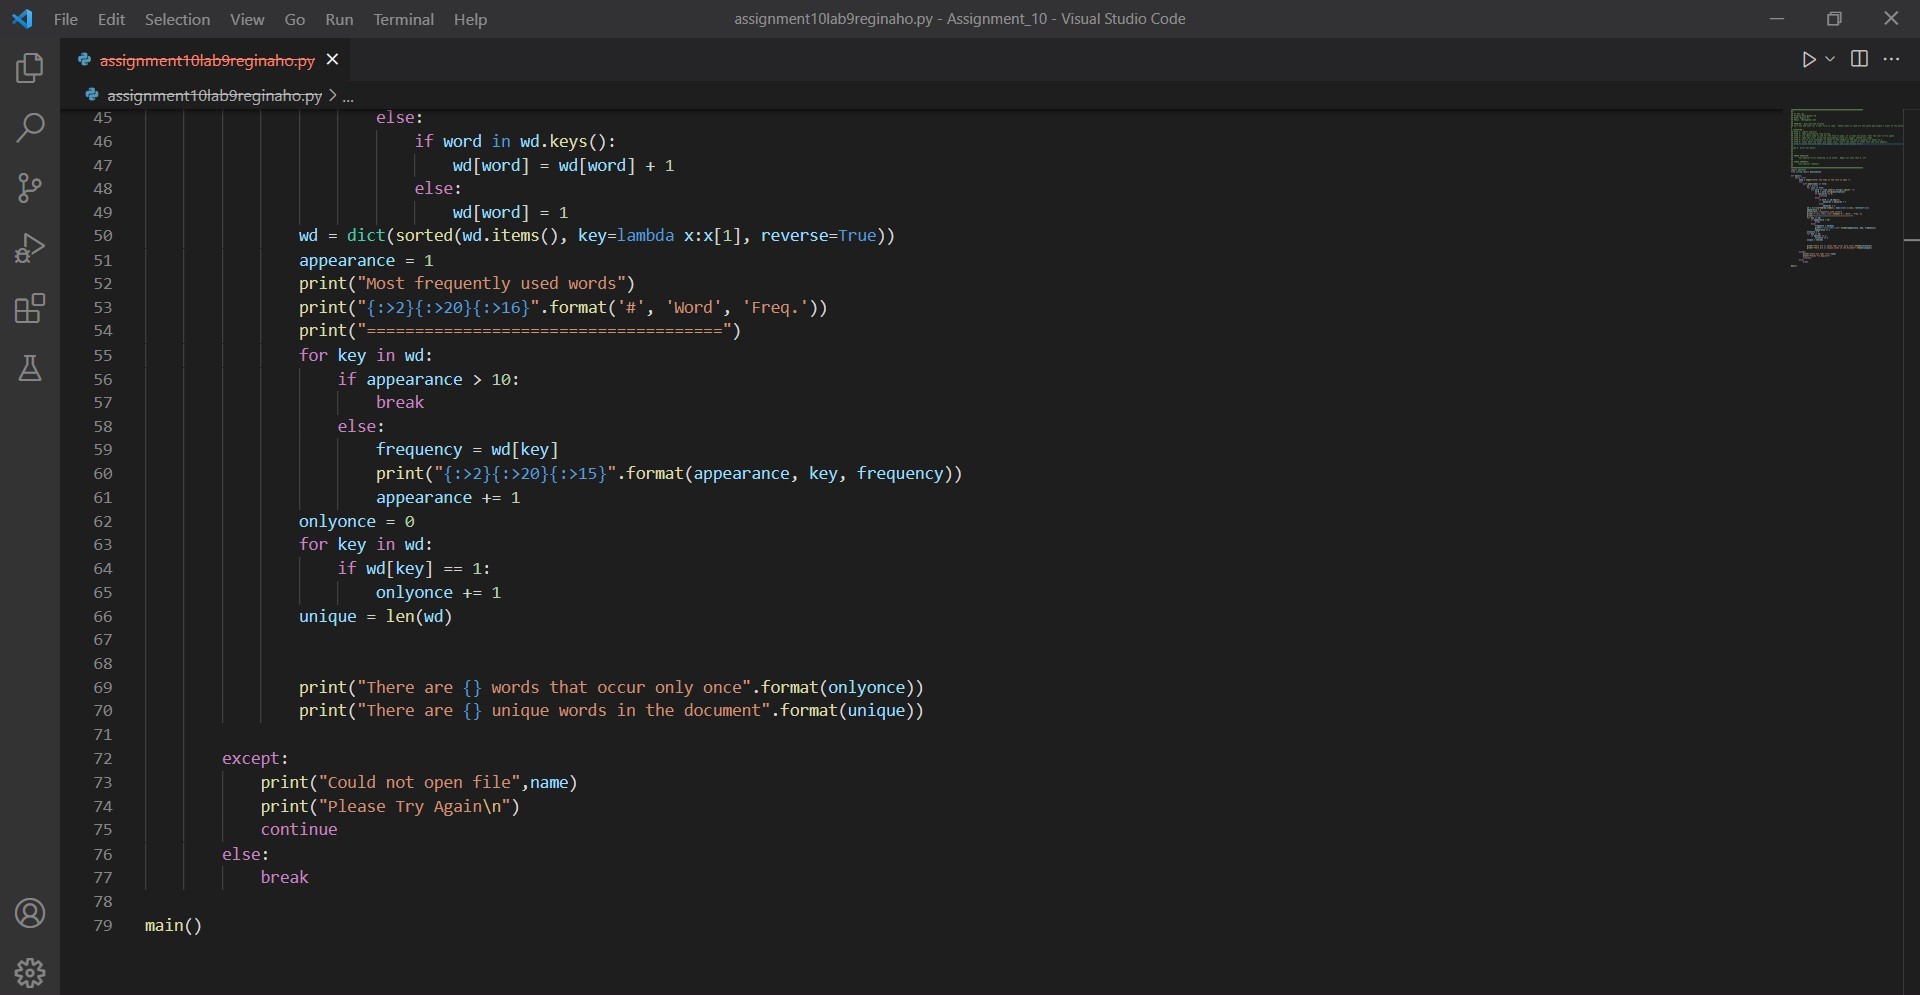 File Edit Selection View Go Run Terminal Help
assignment10lab9reginaho.py - Assignment_10 - Visual Studio Code
assignment10lab9reginaho.py
assignment10lab9reginaho.py > ...
45 else:
46 if word in wd.keys():
47 wd[word] = wd[word] + 1
48 else:
49 wd[word] = 1
50 wd = dict(sorted(wd.items(), key=lambda x:x[1], reverse=True))
51 appearance = 1
52 print("Most frequently used words")
53 print("{:>2}{:>20}{:>16}".format('#', 'Word', 'Freq.'))
54 print("=====================================")
55 for key in wd:
56 if appearance > 10:
57 break
58 else:
59 frequency = wd[key]
60 print("{:>2}{:>20}{:>15}".format(appearance, key, frequency))
61 appearance += 1
62 onlyonce = 0
63 for key in wd:
64 if wd[key] == 1:
65 onlyonce += 1
66 unique = len(wd)
67
68
69 print("There are {} words that occur only once".format(onlyonce))
70 print("There are {} unique words in the document".format(unique))
71
72 except:
73 print("Could not open file",name)
74 print("Please Try Again\n")
75 continue
76 else:
77 break
78
79 main()